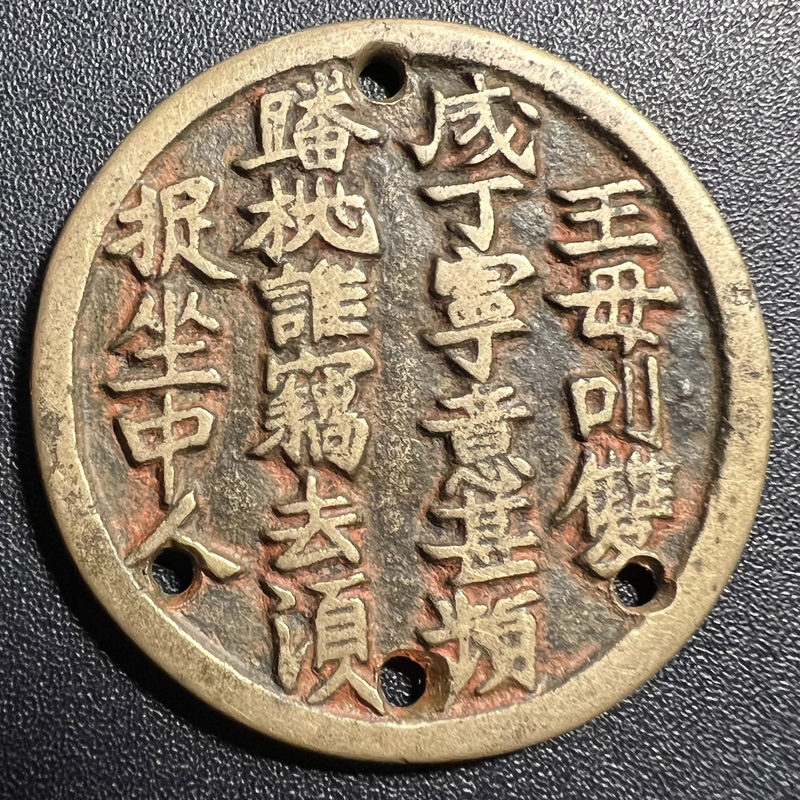 王母叫雙
成丁寧意甚頻
蟠桃誰竊去湏
捉坐中人